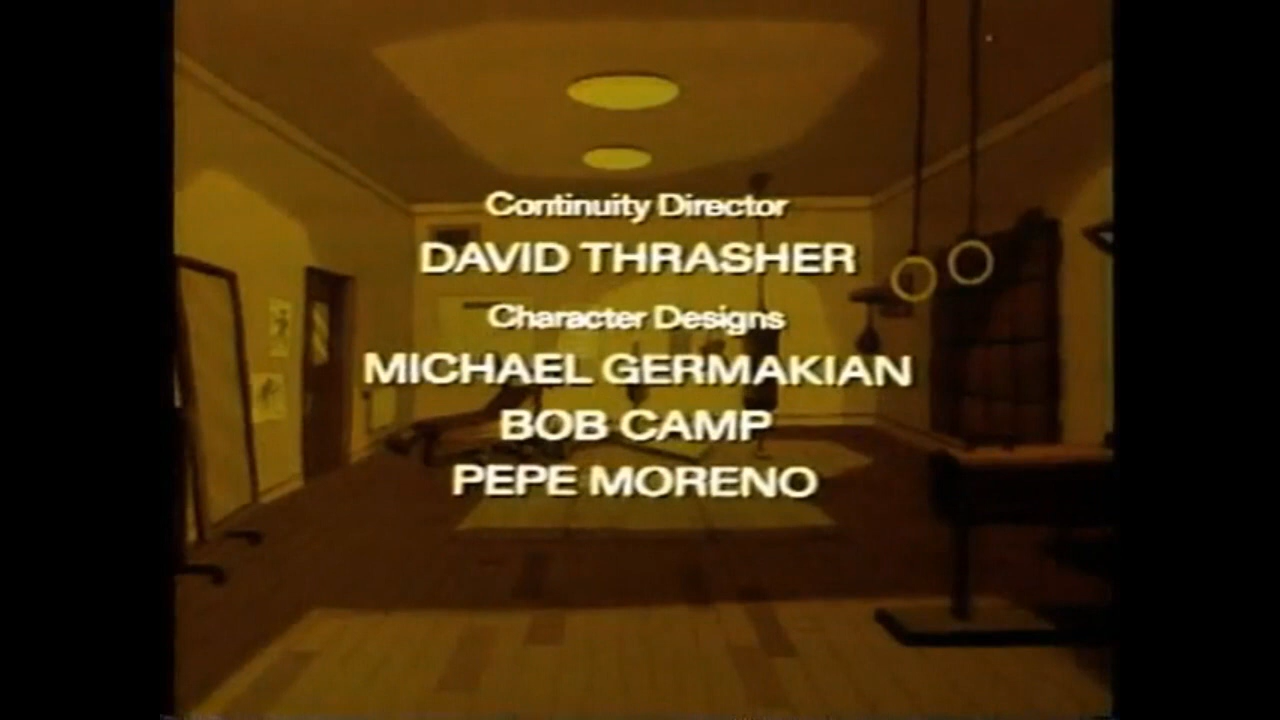 Continuity Director
DAVID THRASHER
Character Designs
MICHAEL GERMAKIAN
BOB CAMP
PEPE MORENO